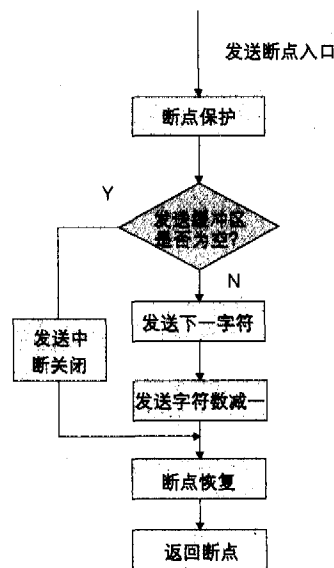 发送断点入口
断点保护
Y
发送缓冲区
是否为空?
N
发送下一字符
发送中
断关闭
发送字符数减一
断点恢复
返回断点